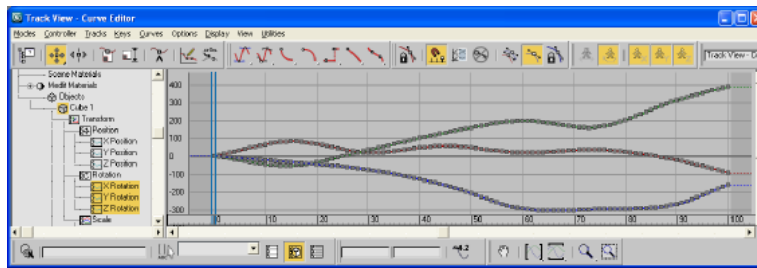 Track View - Curve Editor
Modes Controller Tracks Keys Curves Options Display View Utilities
Track View - C
Scene Materials
Medit Materials
Objects
Cube 1
Transform
Position
X Position
Y Position
Z Position
Rotation
X Rotation
Y Rotation
Z Rotation
Scale
400
300
200
100
0
-100
-200
-300
0 10 20 30 40 50 60 70 80 90 100